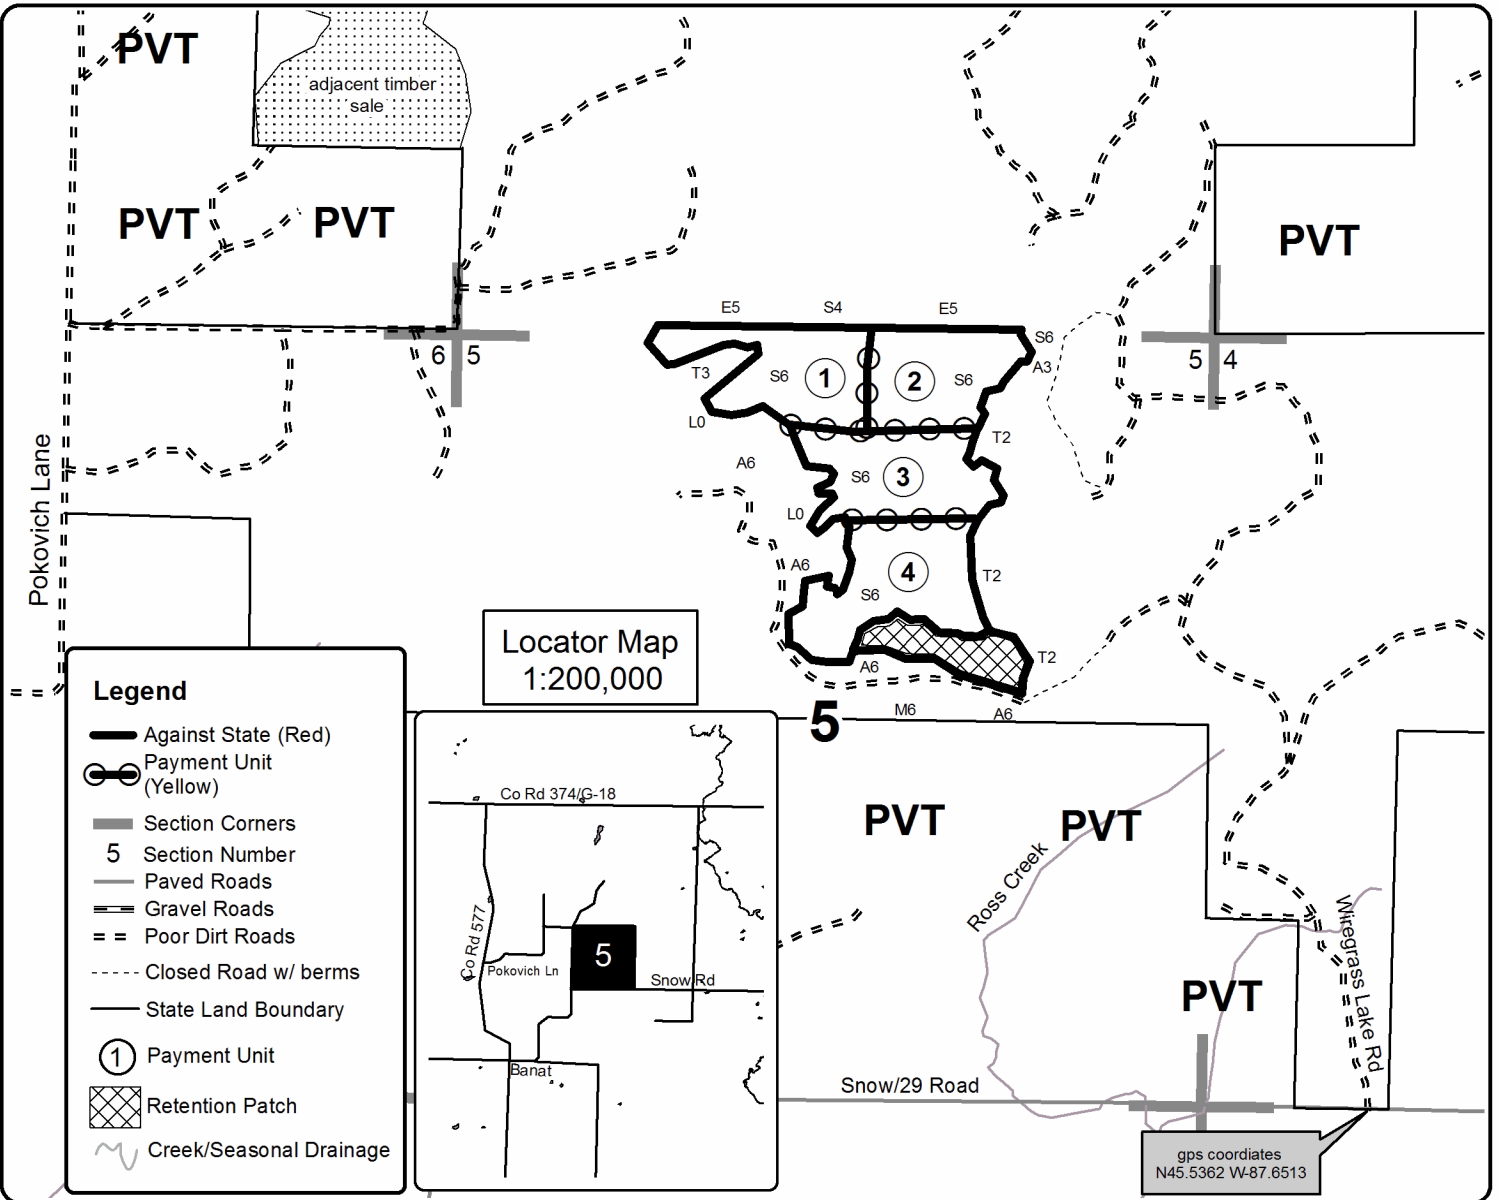 PVT
adjacent timber
sale
PVT
PVT
PVT
E5
S4
E5
S6
6
5
5
4
T3
S6
1
2
S6
A3
L0
T2
A6
S6
3
L0
A6
4
T2
S6
Pokovich Lane
A6
T2
M6
A6
5
Locator Map
1:200,000
Legend
Against State (Red)
Payment Unit
(Yellow)
Section Corners
5
Section Number
Paved Roads
Gravel Roads
Poor Dirt Roads
Closed Road w/ berms
State Land Boundary
1
Payment Unit
Retention Patch
Creek/Seasonal Drainage
Co Rd 374/G-18
Co Rd 577
Pokovich Ln
5
Snow Rd
Banat
PVT
PVT
Ross Creek
PVT
Wiregrass Lake Rd
Snow/29 Road
gps coordiates
N45.5362 W-87.6513